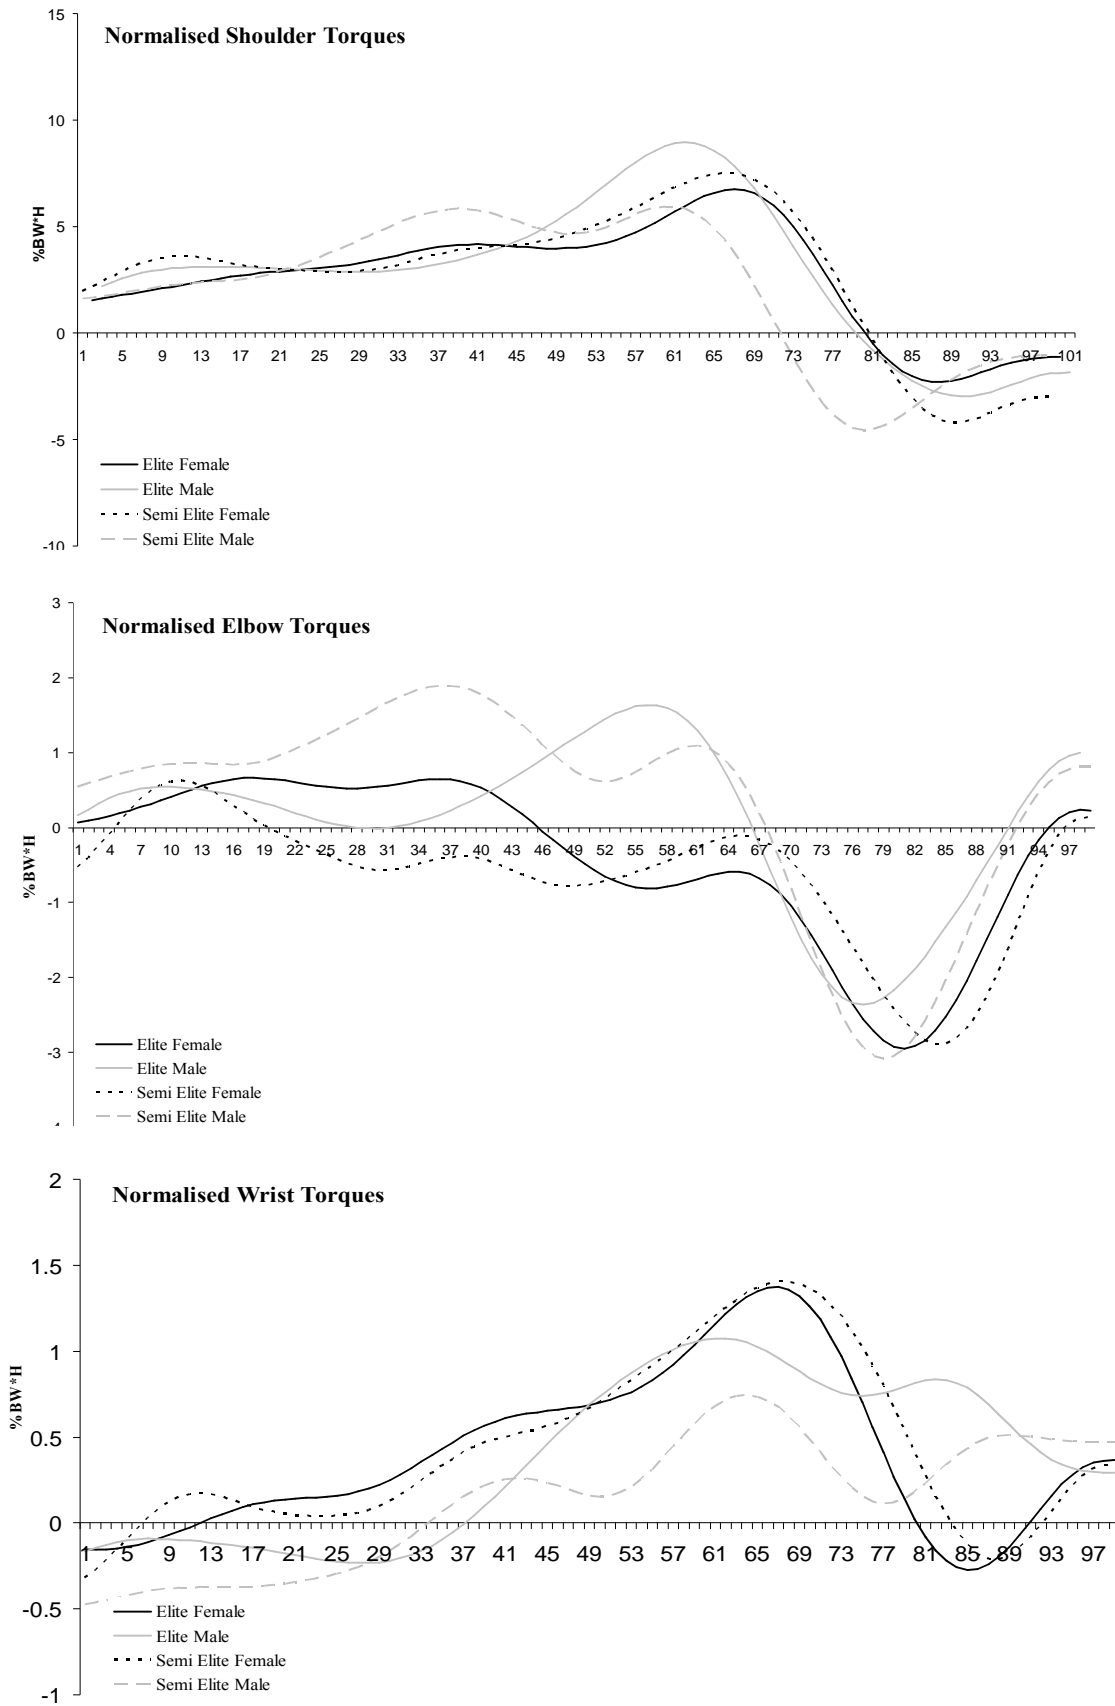 15
Normalised Shoulder Torques
10
%BW*H
5
0
1 5 9 13 17 21 25 29 33 37 41 45 49 53 57 61 65 69 73 77 81 85 89 93 97 101
-5
Elite Female
Elite Male
Semi Elite Female
Semi Elite Male
-10
3
Normalised Elbow Torques
2
1
0
1 4 7 10 13 16 19 22 25 28 31 34 37 40 43 46 49 52 55 58 61 64 67 70 73 76 79 82 85 88 91 94 97
%BW*H
-1
-2
-3
Elite Female
Elite Male
Semi Elite Female
Semi Elite Male
2
Normalised Wrist Torques
1.5
1
%BW*H
0.5
0
1 5 9 13 17 22 25 29 33 37 41 45 49 53 57 61 65 69 73 77 81 85 89 93 97
-0.5
Elite Female
Elite Male
Semi Elite Female
Semi Elite Male
-1